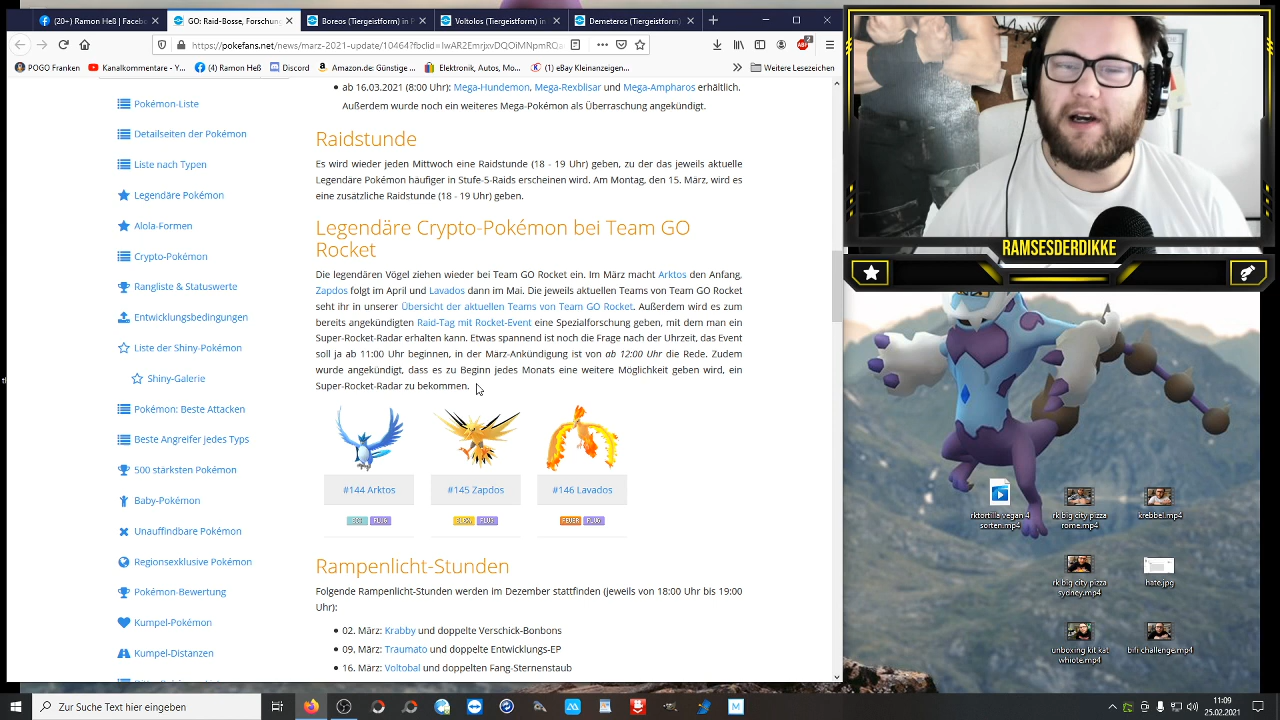 (20+) Ramon Heß | Facebo
GO: Raid-, Forschun
Boreos (Tiergeistform) in P
Voltolos (Tiergeistform)
Demeteros (Tiergeistform)
https://pokefans.net/news/märz-2021-update/10464?fbclid=IwAR2EmrjxvDQOiMNpmRQ
POGO Franken
Kanalkommentare - Y...
(4) Ramon Heß
Discord
Amazon.de: Günstige ...
Elektronik, Autos, Mo...
(1) eBay Kleinanzeigen...
Weitere Lesezeichen
Pokémon-Liste
Detailseiten der Pokémon
Liste nach Typen
Legendäre Pokémon
Alola-Formen
Crypto-Pokémon
Rangliste & Statuswerte
Entwicklungsbedingungen
Liste der Shiny-Pokémon
Shiny-Galerie
Pokémon: Beste Attacken
Beste Angreifer jedes Typs
500 stärksten Pokémon
Baby-Pokémon
Unauffindbare Pokémon
Regionsexklusive Pokémon
Pokémon-Bewertung
Kumpel-Pokémon
Kumpel-Distanzen
ab 16.03.2021 (8:00 Uhr): Mega-Hundemon, Mega-Rexblisar und Mega-Ampharos erhältlich.
Außerdem wurde noch ein weiteres Mega-Pokémon als Überraschung angekündigt.
Raidstunde
Es wird wieder jeden Mittwoch eine Raidstunde (18 - 19 Uhr) geben, zu der das jeweils aktuelle
Legendäre Pokémon häufiger in Stufe-5-Raids erscheinen wird. Am Montag, den 15. März, wird es
eine zusätzliche Raidstunde (18 - 19 Uhr) geben.
Legendäre Crypto-Pokémon bei Team GO
Rocket
Die legendären Vögel ziehen wieder bei Team GO Rocket ein. Im März macht Arktos den Anfang,
Zapdos folgt im April und Lavados dann im Mai. Die jeweils aktuellen Teams von Team GO Rocket
seht ihr in unserer Übersicht der aktuellen Teams von Team GO Rocket. Außerdem wird es zum
bereits angekündigten Raid-Tag mit Rocket-Event eine Spezialforschung geben, mit dem man ein
Super-Rocket-Radar erhalten kann. Etwas spannend ist noch die Frage nach der Uhrzeit, das Event
soll ja ab 11:00 Uhr beginnen, in der März-Ankündigung ist von ab 12:00 Uhr die Rede. Zudem
wurde angekündigt, dass es zu Beginn jedes Monats eine weitere Möglichkeit geben wird, ein
Super-Rocket-Radar zu bekommen.
#144 Arktos
#145 Zapdos
#146 Lavados
EIS FLUG
ELEK. FLUG
FEUER FLUG
Rampenlicht-Stunden
Folgende Rampenlicht-Stunden werden im Dezember stattfinden (jeweils von 18:00 Uhr bis 19:00
Uhr):
02. März: Krabby und doppelte Verschick-Bonbons
09. März: Traumato und doppelte Entwicklungs-EP
16. März: Voltobal und doppelten Fang-Sternenstaub
RAMSESDERDIKKE
rktortilla vegan 4
sorten.mp4
rk big city pizza
rome.mp4
krebbel.mp4
rk big city pizza
sydney.mp4
hate.jpg
unboxing kit kat
whiote.mp4
bifi challenge.mp4
Zur Suche Text hier eingeben
11:09
25.02.2021